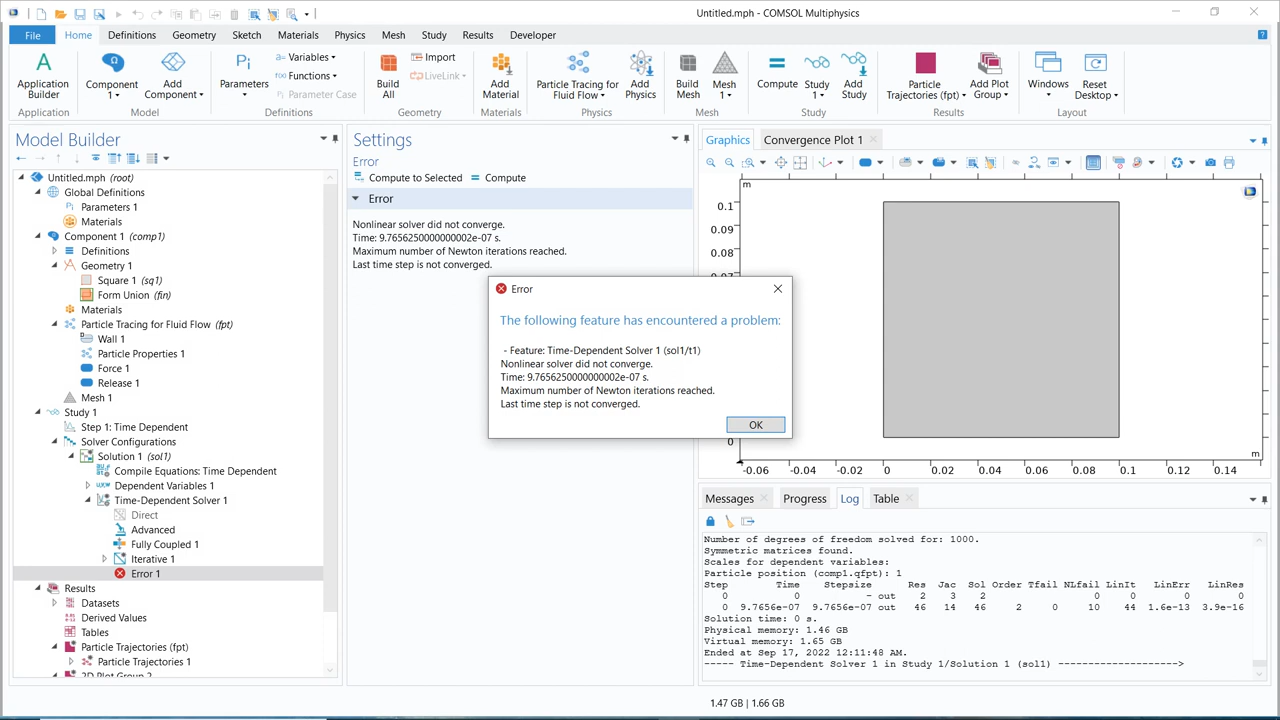 Untitled.mph - COMSOL Multiphysics
File Home Definitions Geometry Sketch Materials Physics Mesh Study Results Developer
Application Builder
Component 1
Add Component
Parameters
a= Variables
f(x) Functions
Parameter Case
Build All
Import
LiveLink
Add Material
Particle Tracing for Fluid Flow
Add Physics
Build Mesh
Mesh 1
Compute
Study 1
Add Study
Particle Trajectories (fpt)
Add Plot Group
Windows
Reset Desktop
Application Model Definitions Geometry Materials Physics Mesh Study Results Layout
Model Builder
Untitled.mph (root)
Global Definitions
Parameters 1
Materials
Component 1 (comp1)
Definitions
Geometry 1
Square 1 (sq1)
Form Union (fin)
Materials
Particle Tracing for Fluid Flow (fpt)
Wall 1
Particle Properties 1
Force 1
Release 1
Mesh 1
Study 1
Step 1: Time Dependent
Solver Configurations
Solution 1 (sol1)
Compile Equations: Time Dependent
Dependent Variables 1
Time-Dependent Solver 1
Direct
Advanced
Fully Coupled 1
Iterative 1
Error 1
Results
Datasets
Derived Values
Tables
Particle Trajectories (fpt)
Particle Trajectories 1
2D Plot Group 2
Settings
Error
Compute to Selected = Compute
Error
Nonlinear solver did not converge.
Time: 9.7656250000000002e-07 s.
Maximum number of Newton iterations reached.
Last time step is not converged.
Error
The following feature has encountered a problem:
- Feature: Time-Dependent Solver 1 (sol1/t1)
Nonlinear solver did not converge.
Time: 9.7656250000000002e-07 s.
Maximum number of Newton iterations reached.
Last time step is not converged.
OK
Graphics Convergence Plot 1
m
0.1
0.09
0.08
0.07
0
m
-0.06 -0.04 -0.02 0 0.02 0.04 0.06 0.08 0.1 0.12 0.14
Messages Progress Log Table
Number of degrees of freedom solved for: 1000.
Symmetric matrices found.
Scales for dependent variables:
Particle position (comp1.qfpt): 1
Step Time Stepsize Res Jac Sol Order Tfail NLfail LinIt LinErr LinRes
0 0 - out 2 3 2 0 0 0 0
0 9.7656e-07 9.7656e-07 out 46 14 46 2 0 10 44 1.6e-13 3.9e-16
Solution time: 0 s.
Physical memory: 1.46 GB
Virtual memory: 1.65 GB
Ended at Sep 17, 2022 12:11:48 AM.
----- Time-Dependent Solver 1 in Study 1/Solution 1 (sol1) -------------------->
1.47 GB | 1.66 GB